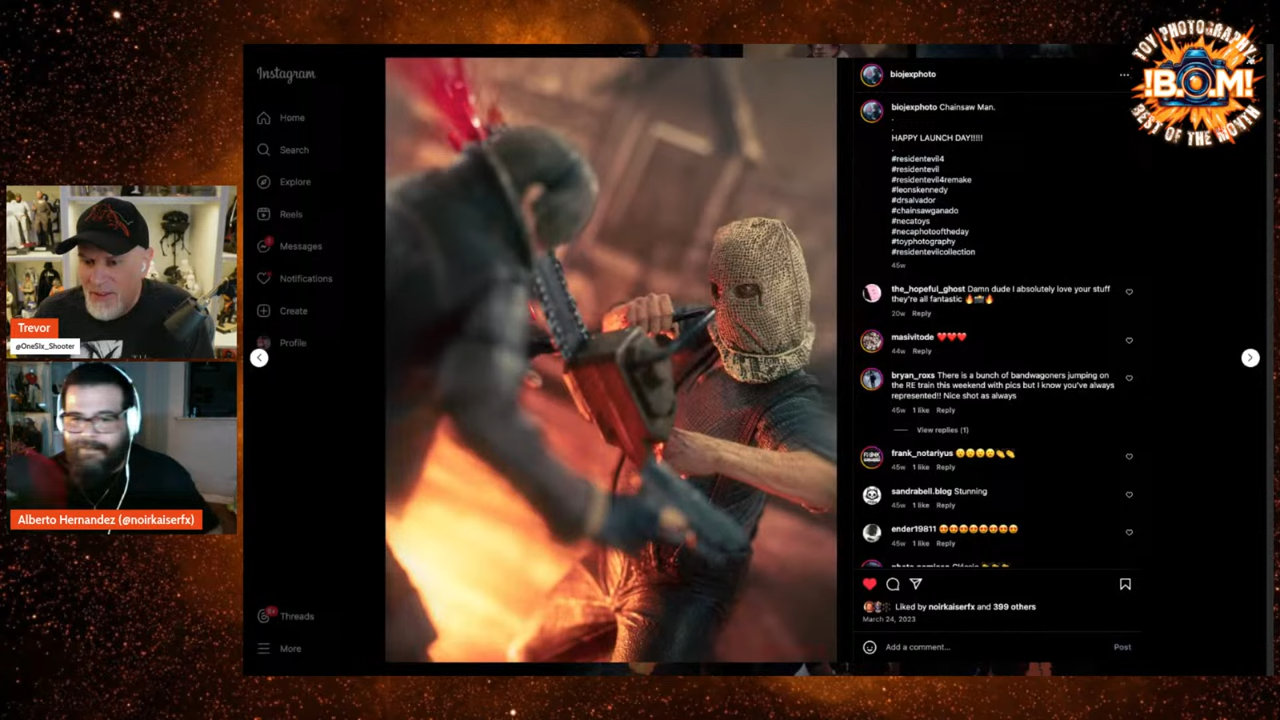 TOY PHOTOGRAPHY
!B.O.M!
BEST OF THE MONTH
Instagram
Home
Search
Explore
Reels
Messages
Notifications
Create
Profile
Threads
More
Trevor
@OneSix_Shooter
Alberto Hernandez (@noirkaiserfx)
biojexphoto
biojexphoto Chainsaw Man.
.
.
HAPPY LAUNCH DAY!!!!!
.
#residentevil4
#residentevil
#residentevil4remake
#leonskennedy
#drsalvador
#chainsawganado
#necatoys
#necaphotooftheday
#toyphotography
#residentevilcollection
45w
the_hopeful_ghost Damn dude I absolutely love your stuff
they're all fantastic 🔥📸🔥
20w Reply
masivitode ❤️❤️❤️
44w Reply
bryan_roxs There is a bunch of bandwagoners jumping on
the RE train this weekend with pics but I know you've always
represented!! Nice shot as always
45w 1 like Reply
View replies (1)
frank_notariyus 😮😮😮😮👏👏
45w 1 like Reply
sandrabell.blog Stunning
45w 1 like Reply
ender19811 😍😍😍😍😍😍😍😍
45w 1 like Reply
Liked by noirkaiserfx and 399 others
March 24, 2023
Add a comment...
Post